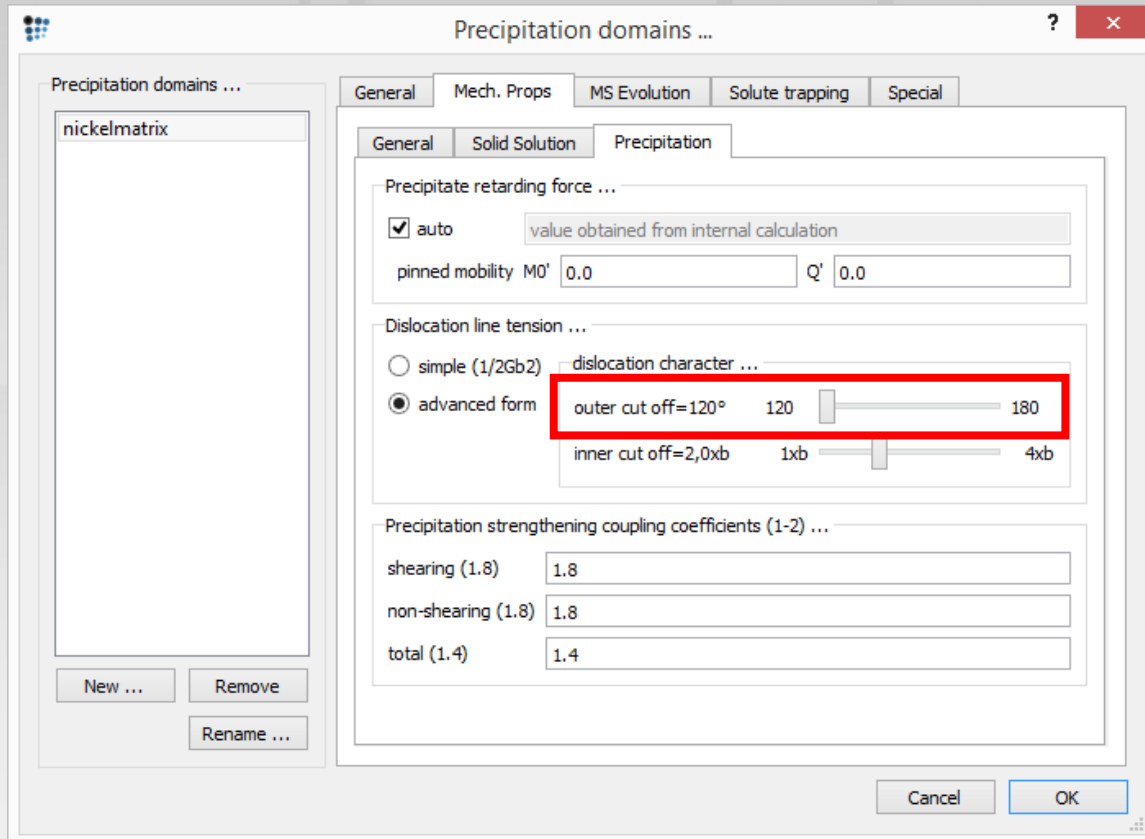 Precipitation domains ...
?
Precipitation domains ...
nickelmatrix
New ...
Remove
Rename ...
General
Mech. Props
MS Evolution
Solute trapping
Special
General
Solid Solution
Precipitation
Precipitate retarding force ...
auto
value obtained from internal calculation
pinned mobility M0' 0.0 Q' 0.0
Dislocation line tension ...
simple (1/2Gb2)
advanced form
dislocation character ...
outer cut off=120° 120 180
inner cut off=2,0xb 1xb 4xb
Precipitation strengthening coupling coefficients (1-2) ...
shearing (1.8) 1.8
non-shearing (1.8) 1.8
total (1.4) 1.4
Cancel
OK